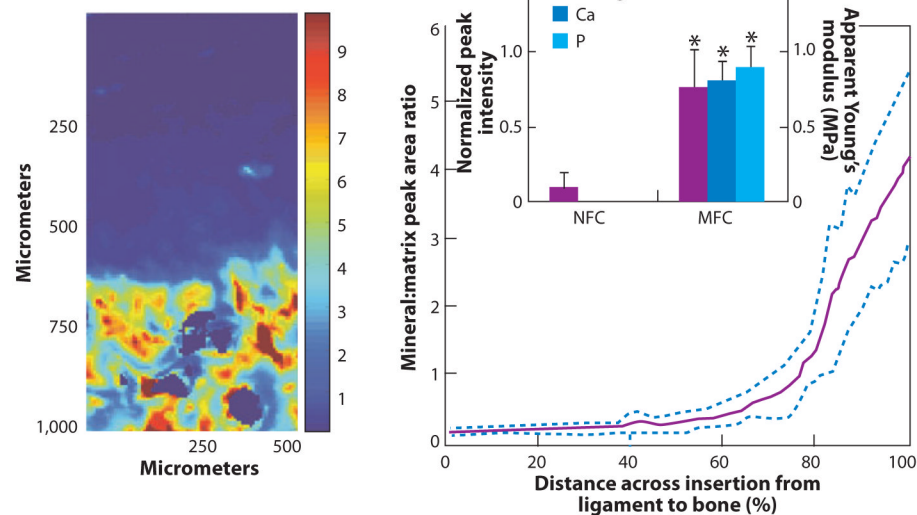 9
8
7
6
5
4
3
2
1
250
500
750
1,000
Micrometers
250
500
Micrometers
Ca
P
Normalized peak
intensity
1.0
0.5
0
*
*
*
NFC
MFC
1.0
0.5
0
Apparent Young's
modulus (MPa)
6
5
4
3
2
1
0
Mineral:matrix peak area ratio
0
20
40
60
80
100
Distance across insertion from
ligament to bone (%)